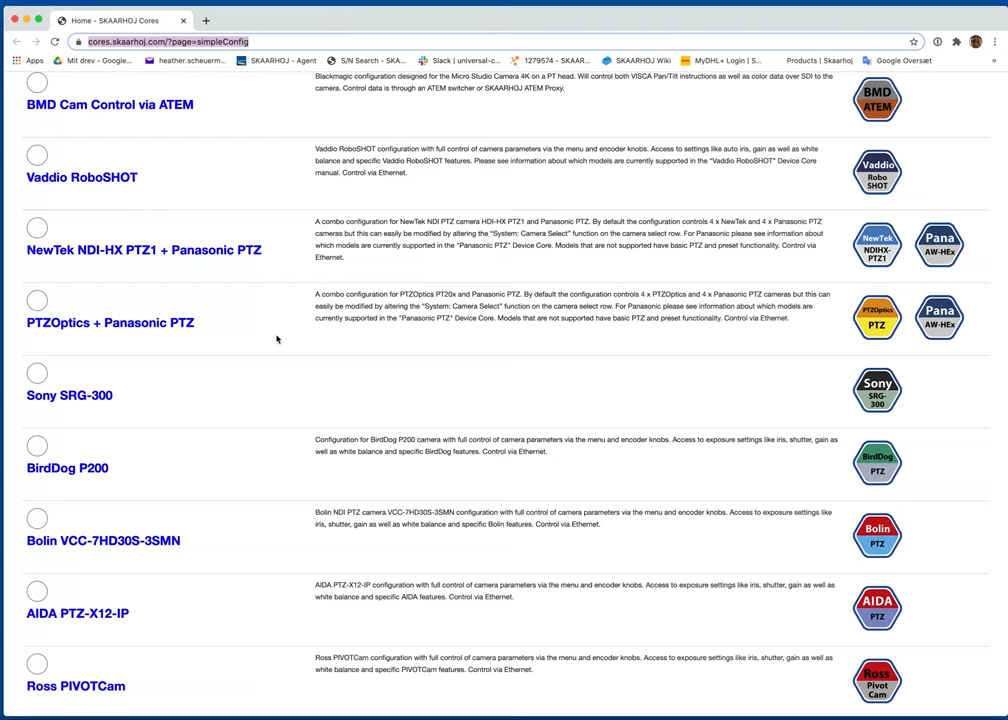 Home - SKAARHOJ Cores
cores.skaarhoj.com/?page=simpleConfig
Apps
Mit drev - Google...
heather.scheuerm...
SKAARHOJ - Agent
S/N Search - SKA...
Slack | universal-c...
1279574 - SKAAR...
SKAARHOJ Wiki
MyDHL+ Login | S...
Products | Skaarhoj
Google Oversæt
»
BMD Cam Control via ATEM
Blackmagic configuration designed for the Micro Studio Camera 4K on a PT head. Will control both VISCA Pan/Tilt instructions as well as color data over SDI to the
camera. Control data is through an ATEM switcher or SKAARHOJ ATEM Proxy.
BMD
ATEM
Vaddio RoboSHOT
Vaddio RoboSHOT configuration with full control of camera parameters via the menu and encoder knobs. Access to settings like auto iris, gain as well as white
balance and specific Vaddio RoboSHOT features. Please see information about which models are currently supported in the "Vaddio RoboSHOT" Device Core
manual. Control via Ethernet.
Vaddio
Robo
SHOT
NewTek NDI-HX PTZ1 + Panasonic PTZ
A combo configuration for NewTek NDI PTZ camera HDI-HX PTZ1 and Panasonic PTZ. By default the configuration controls 4 x NewTek and 4 x Panasonic PTZ
cameras but this can easily be modified by altering the "System: Camera Select" function on the camera select row. For Panasonic please see information about
which models are currently supported in the "Panasonic PTZ" Device Core. Models that are not supported have basic PTZ and preset functionality. Control via
Ethernet.
NewTek
NDIHX-
PTZ1
Pana
AW-HEx
PTZOptics + Panasonic PTZ
A combo configuration for PTZOptics PT20x and Panasonic PTZ. By default the configuration controls 4 x PTZOptics and 4 x Panasonic PTZ cameras but this can
easily be modified by altering the "System: Camera Select" function on the camera select row. For Panasonic please see information about which models are
currently supported in the "Panasonic PTZ" Device Core. Models that are not supported have basic PTZ and preset functionality. Control via Ethernet.
PTZOptics
PTZ
Pana
AW-HEx
Sony SRG-300
Sony
SRG-
300
BirdDog P200
Configuration for BirdDog P200 camera with full control of camera parameters via the menu and encoder knobs. Access to exposure settings like iris, shutter, gain as
well as white balance and specific BirdDog features. Control via Ethernet.
BirdDog
PTZ
Bolin VCC-7HD30S-3SMN
Bolin NDI PTZ camera VCC-7HD30S-3SMN configuration with full control of camera parameters via the menu and encoder knobs. Access to exposure settings like
iris, shutter, gain as well as white balance and specific Bolin features. Control via Ethernet.
Bolin
PTZ
AIDA PTZ-X12-IP
AIDA PTZ-X12-IP configuration with full control of camera parameters via the menu and encoder knobs. Access to exposure settings like iris, shutter, gain as well as
white balance and specific AIDA features. Control via Ethernet.
AIDA
PTZ
Ross PIVOTCam
Ross PIVOTCam configuration with full control of camera parameters via the menu and encoder knobs. Access to exposure settings like iris, shutter, gain as well as
white balance and specific PIVOTCam features. Control via Ethernet.
Ross
Pivot
Cam